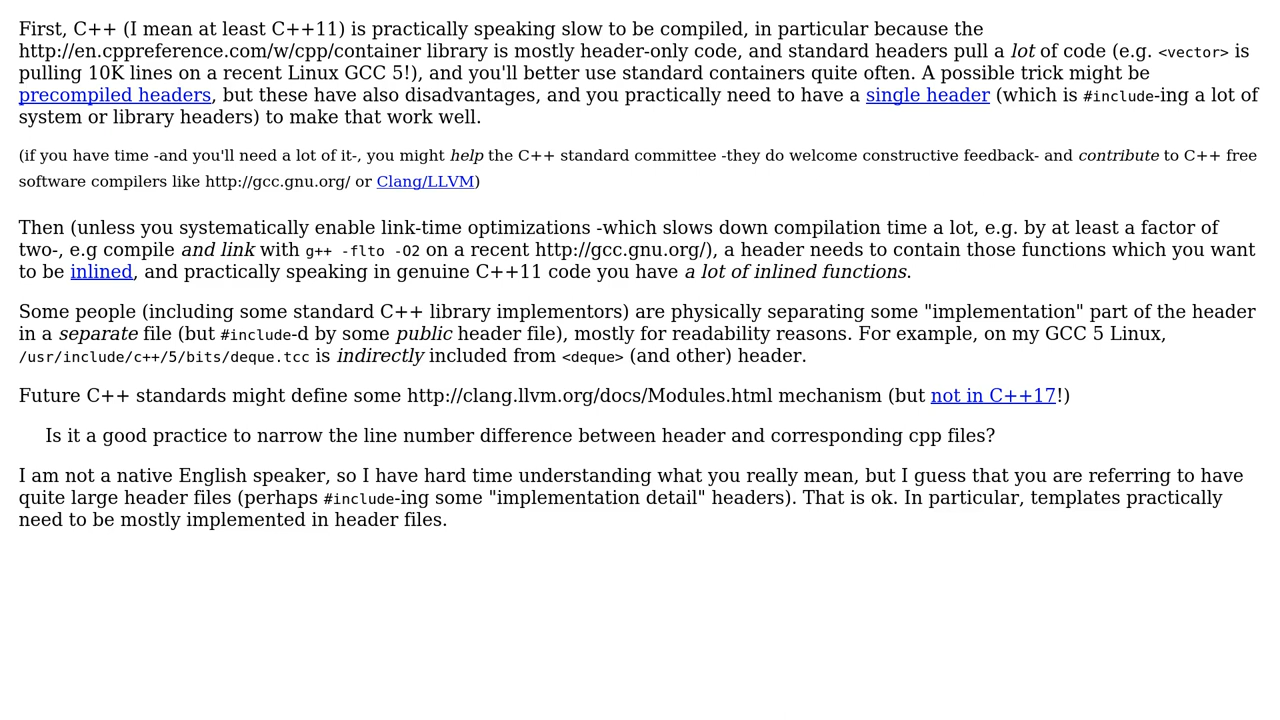 First, C++ (I mean at least C++11) is practically speaking slow to be compiled, in particular because the
http://en.cppreference.com/w/cpp/container library is mostly header-only code, and standard headers pull a lot of code (e.g. <vector> is
pulling 10K lines on a recent Linux GCC 5!), and you'll better use standard containers quite often. A possible trick might be
precompiled headers, but these have also disadvantages, and you practically need to have a single header (which is #include-ing a lot of
system or library headers) to make that work well.
(if you have time -and you'll need a lot of it-, you might help the C++ standard committee -they do welcome constructive feedback- and contribute to C++ free
software compilers like http://gcc.gnu.org/ or Clang/LLVM)
Then (unless you systematically enable link-time optimizations -which slows down compilation time a lot, e.g. by at least a factor of
two-, e.g compile and link with g++ -flto -O2 on a recent http://gcc.gnu.org/), a header needs to contain those functions which you want
to be inlined, and practically speaking in genuine C++11 code you have a lot of inlined functions.
Some people (including some standard C++ library implementors) are physically separating some "implementation" part of the header
in a separate file (but #include-d by some public header file), mostly for readability reasons. For example, on my GCC 5 Linux,
/usr/include/c++/5/bits/deque.tcc is indirectly included from <deque> (and other) header.
Future C++ standards might define some http://clang.llvm.org/docs/Modules.html mechanism (but not in C++17!)
Is it a good practice to narrow the line number difference between header and corresponding cpp files?
I am not a native English speaker, so I have hard time understanding what you really mean, but I guess that you are referring to have
quite large header files (perhaps #include-ing some "implementation detail" headers). That is ok. In particular, templates practically
need to be mostly implemented in header files.